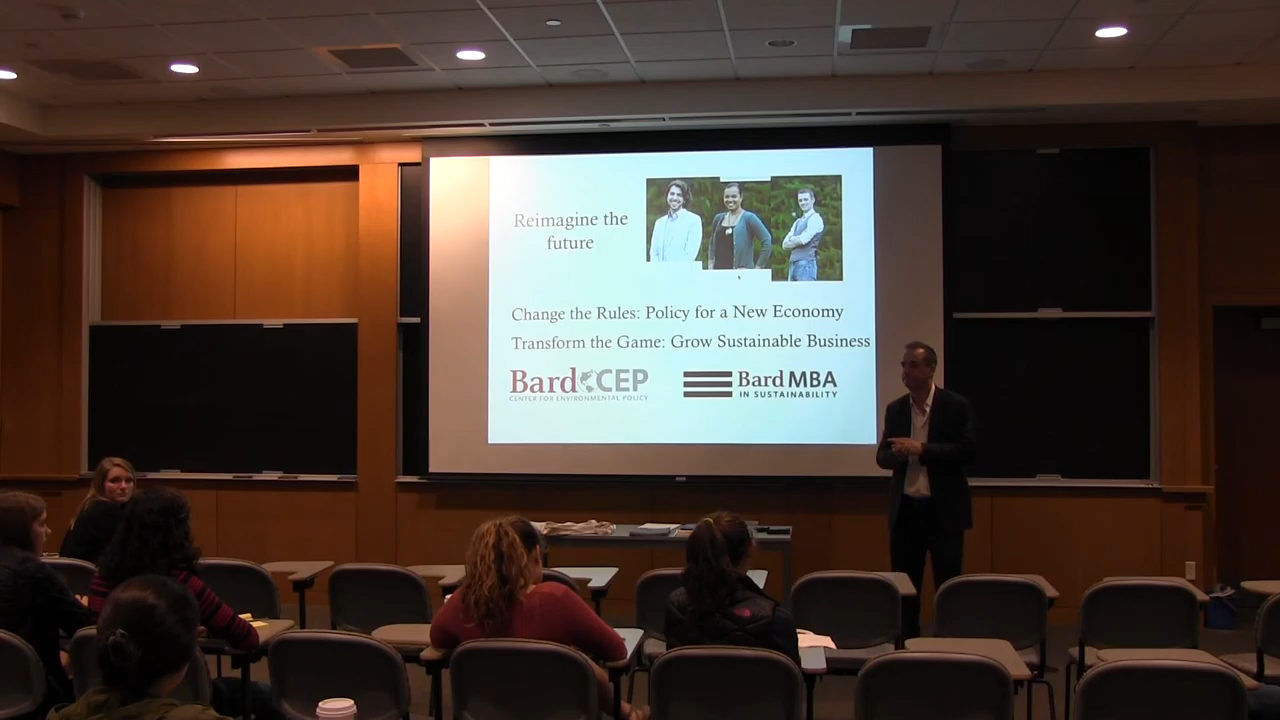 Reimagine the
future
Change the Rules: Policy for a New Economy
Transform the Game: Grow Sustainable Business
Bard CEP
CENTER FOR ENVIRONMENTAL POLICY
Bard MBA
IN SUSTAINABILITY